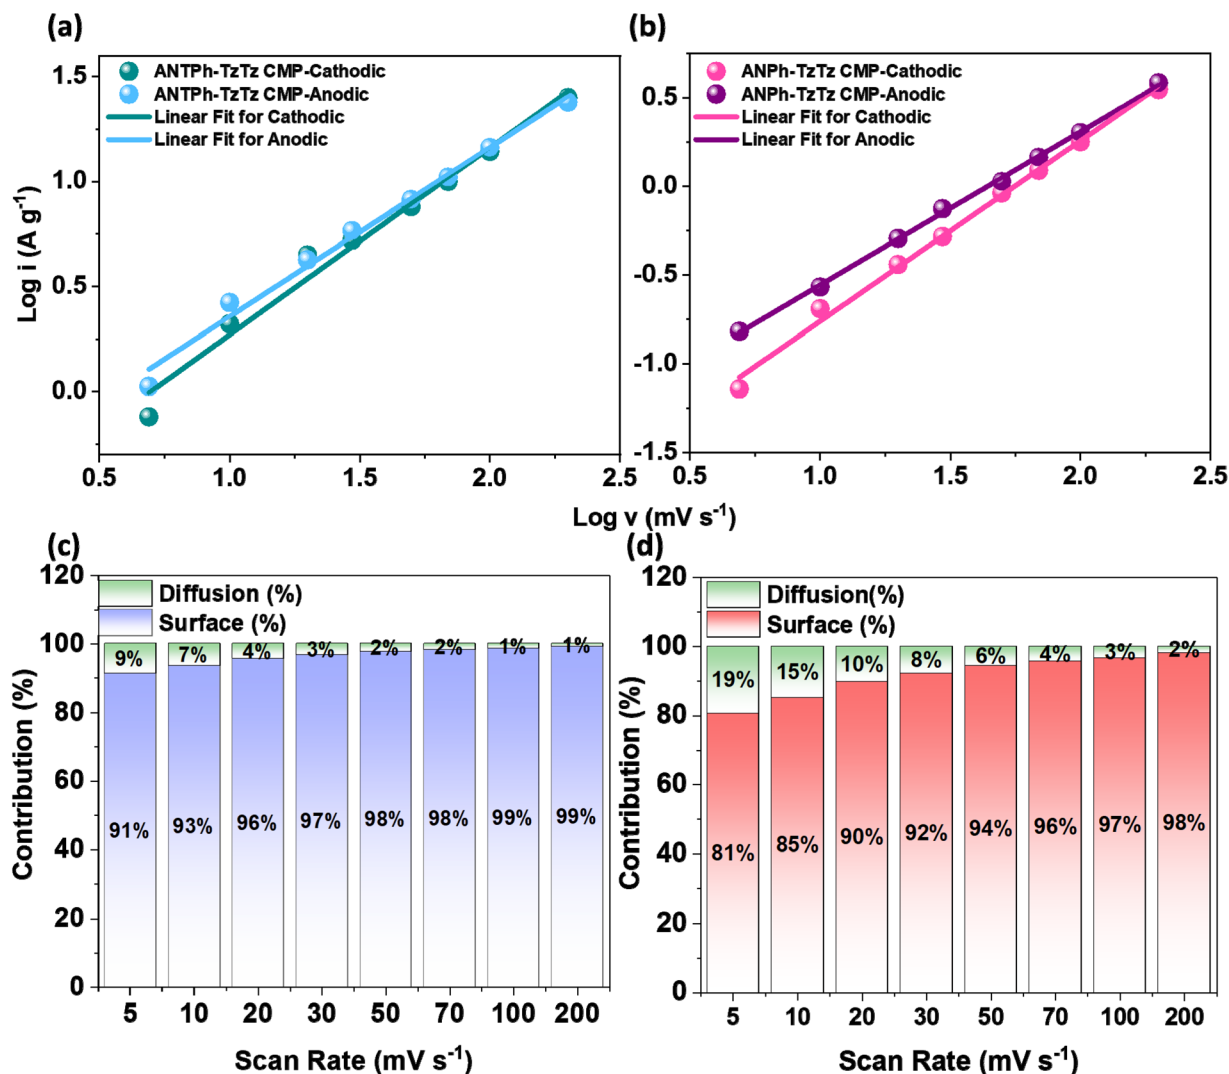 (a)
ANTPh-TzTz CMP-Cathodic
ANTPh-TzTz CMP-Anodic
Linear Fit for Cathodic
Linear Fit for Anodic
1.5
1.0
0.5
0.0
Log i (A g⁻¹)
0.5 1.0 1.5 2.0 2.5
(b)
ANPh-TzTz CMP-Cathodic
ANPh-TzTz CMP-Anodic
Linear Fit for Cathodic
Linear Fit for Anodic
0.5
0.0
-0.5
-1.0
-1.5
0.5 1.0 1.5 2.0 2.5
Log v (mV s⁻¹)
(c)
Diffusion (%)
Surface (%)
120
100
80
60
40
20
0
Contribution (%)
9% 7% 4% 3% 2% 2% 1% 1%
91% 93% 96% 97% 98% 98% 99% 99%
5 10 20 30 50 70 100 200
Scan Rate (mV s⁻¹)
(d)
Diffusion(%)
Surface (%)
120
100
80
60
40
20
0
Contribution (%)
19% 15% 10% 8% 6% 4% 3% 2%
81% 85% 90% 92% 94% 96% 97% 98%
5 10 20 30 50 70 100 200
Scan Rate (mV s⁻¹)